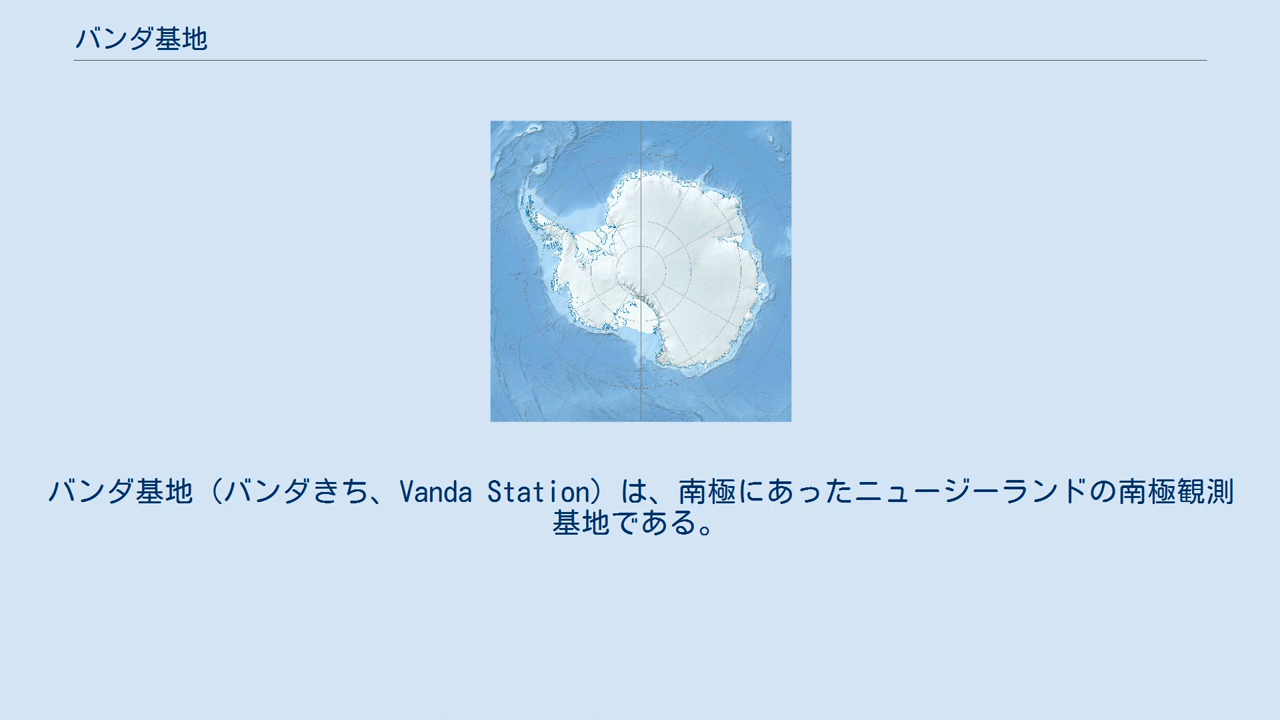 バンダ基地
バンダ基地（バンダきち、Vanda Station）は、南極にあったニュージーランドの南極観測
基地である。